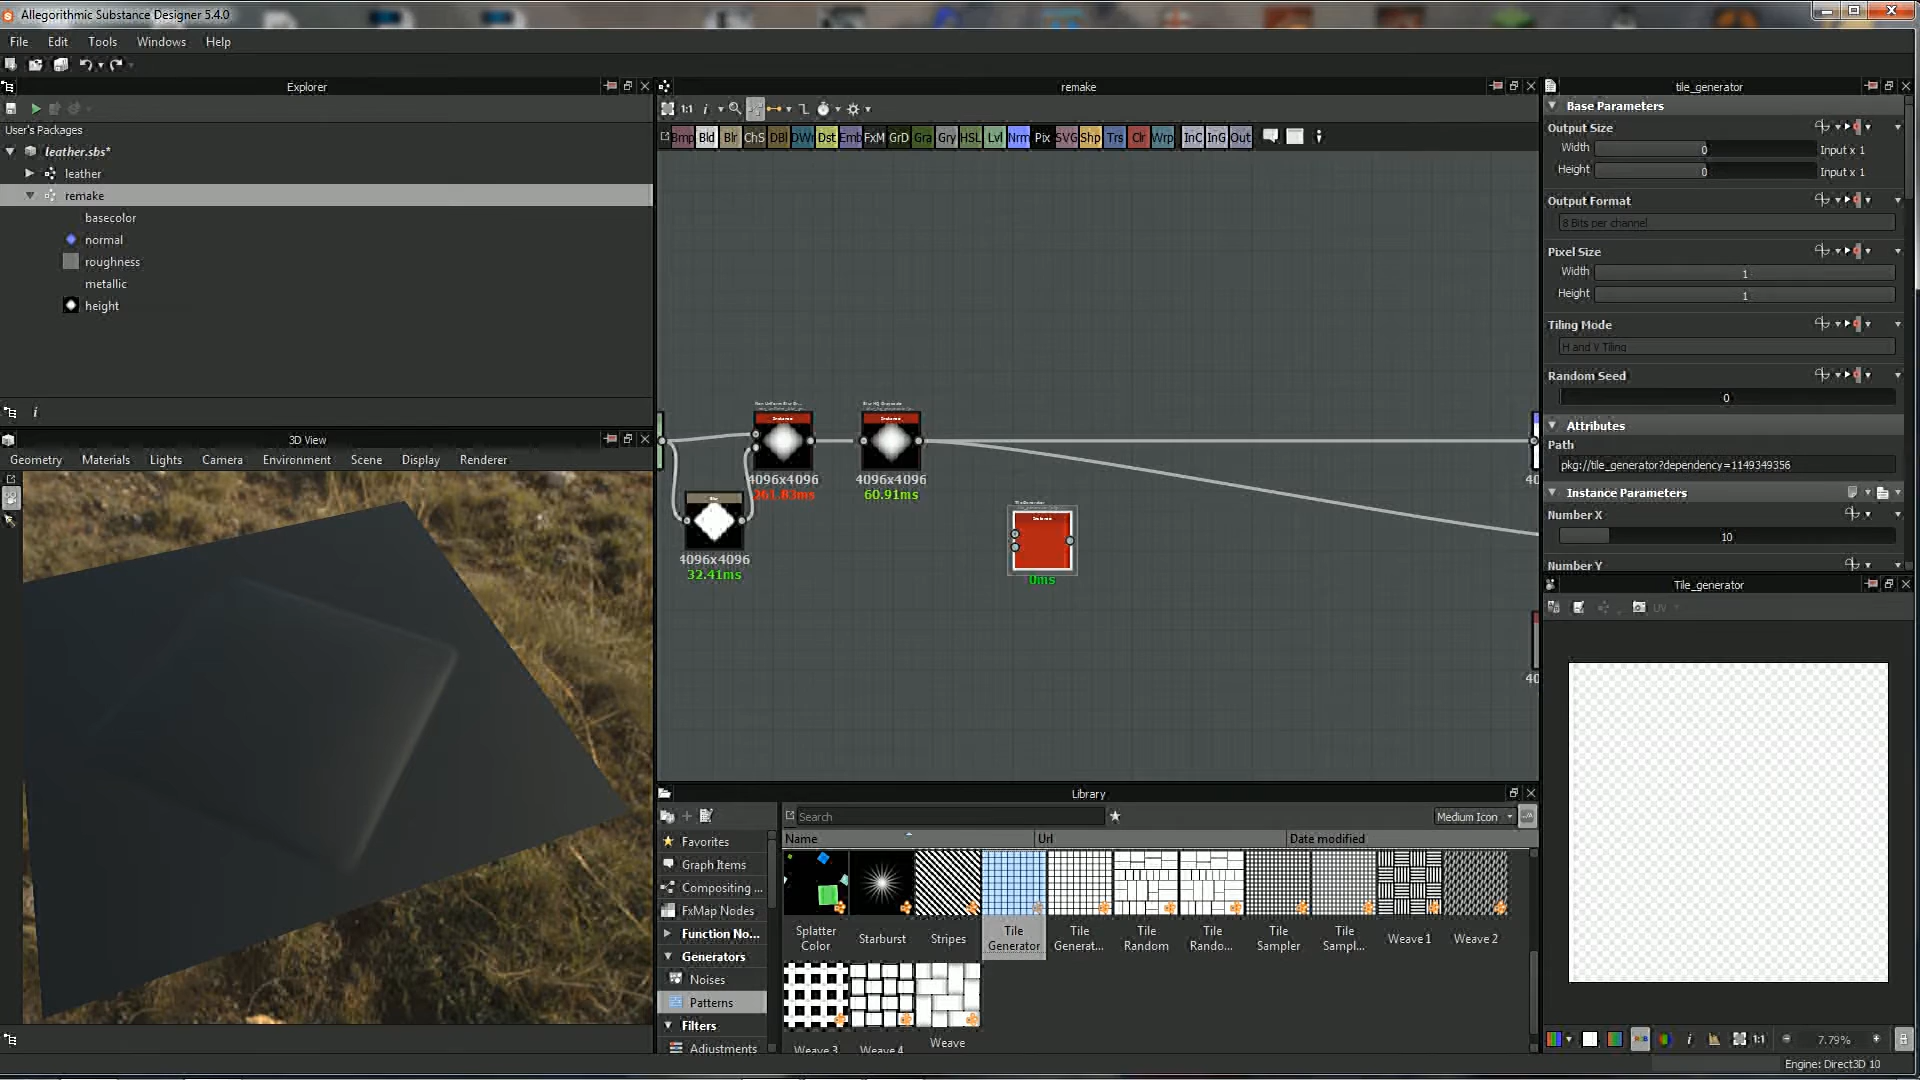 Allegorithmic Substance Designer 5.4.0
File Edit Tools Windows Help
Explorer
User's Packages
leather.sbs*
leather
remake
basecolor
normal
roughness
metallic
height
3D View
Geometry Materials Lights Camera Environment Scene Display Renderer
remake
1:1
Bmp Bld Blr ChS DBl DWr Dst Emb FxM GrD Gra Gry HSL Lvl Nrm Pix SVG Shp Trs Clr Wrp InC InG Out
4096x4096
261.83ms
4096x4096
60.91ms
4096x4096
32.41ms
0ms
40
40
Library
Search
Medium Icon
Name Url Date modified
Favorites
Graph Items
Compositing ...
FxMap Nodes
Function No...
Generators
Noises
Patterns
Filters
Adjustments
Splatter Color
Starburst
Stripes
Tile Generator
Tile Generat...
Tile Random
Tile Rando...
Tile Sampler
Tile Sampl...
Weave 1
Weave 2
Weave 3
Weave 4
Weave
tile_generator
Base Parameters
Output Size
Width 0 Input x 1
Height 0 Input x 1
Output Format
8 Bits per channel
Pixel Size
Width 1
Height 1
Tiling Mode
H and V Tiling
Random Seed
0
Attributes
Path
pkg://tile_generator?dependency=1149349356
Instance Parameters
Number X
10
Number Y
Tile_generator
UV
1:1
7.79%
Engine: Direct3D 10